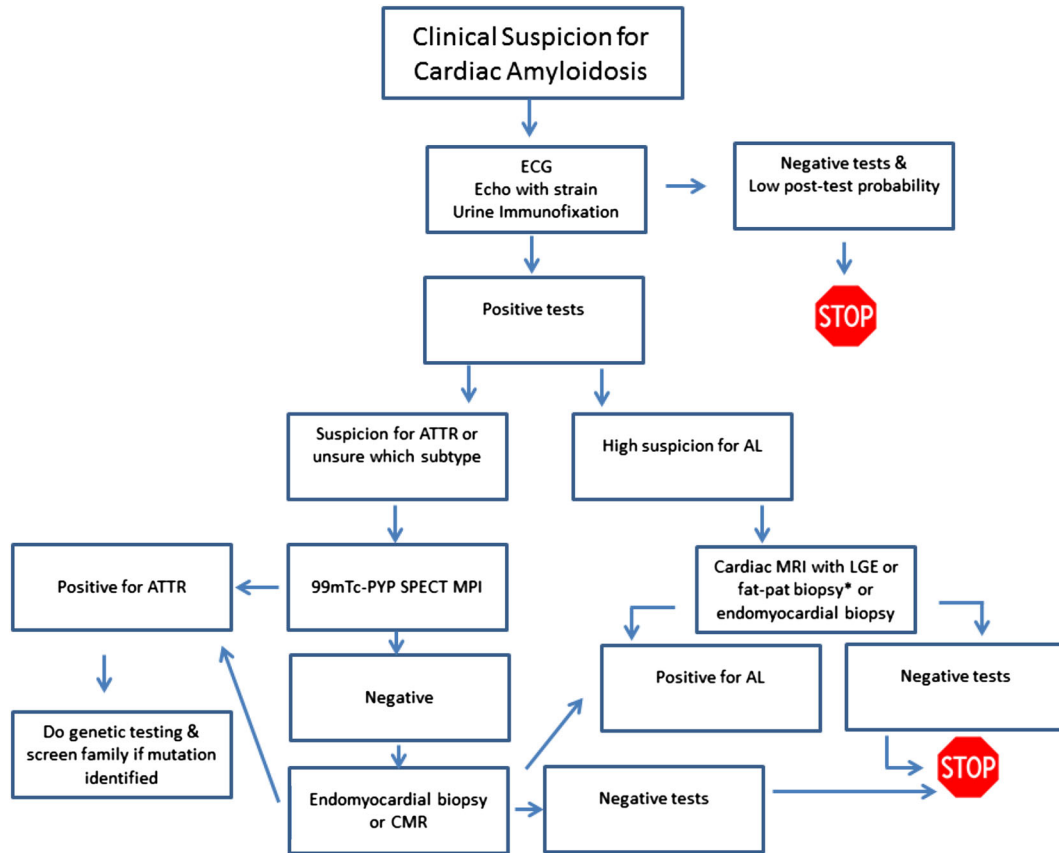 Clinical Suspicion for
Cardiac Amyloidosis
ECG
Echo with strain
Urine Immunofixation
Negative tests &
Low post-test probability
STOP
Positive tests
Suspicion for ATTR or
unsure which subtype
High suspicion for AL
Positive for ATTR
99mTc-PYP SPECT MPI
Cardiac MRI with LGE or
fat-pat biopsy* or
endomyocardial biopsy
Negative
Positive for AL
Negative tests
Do genetic testing &
screen family if mutation
identified
STOP
Endomyocardial biopsy
or CMR
Negative tests